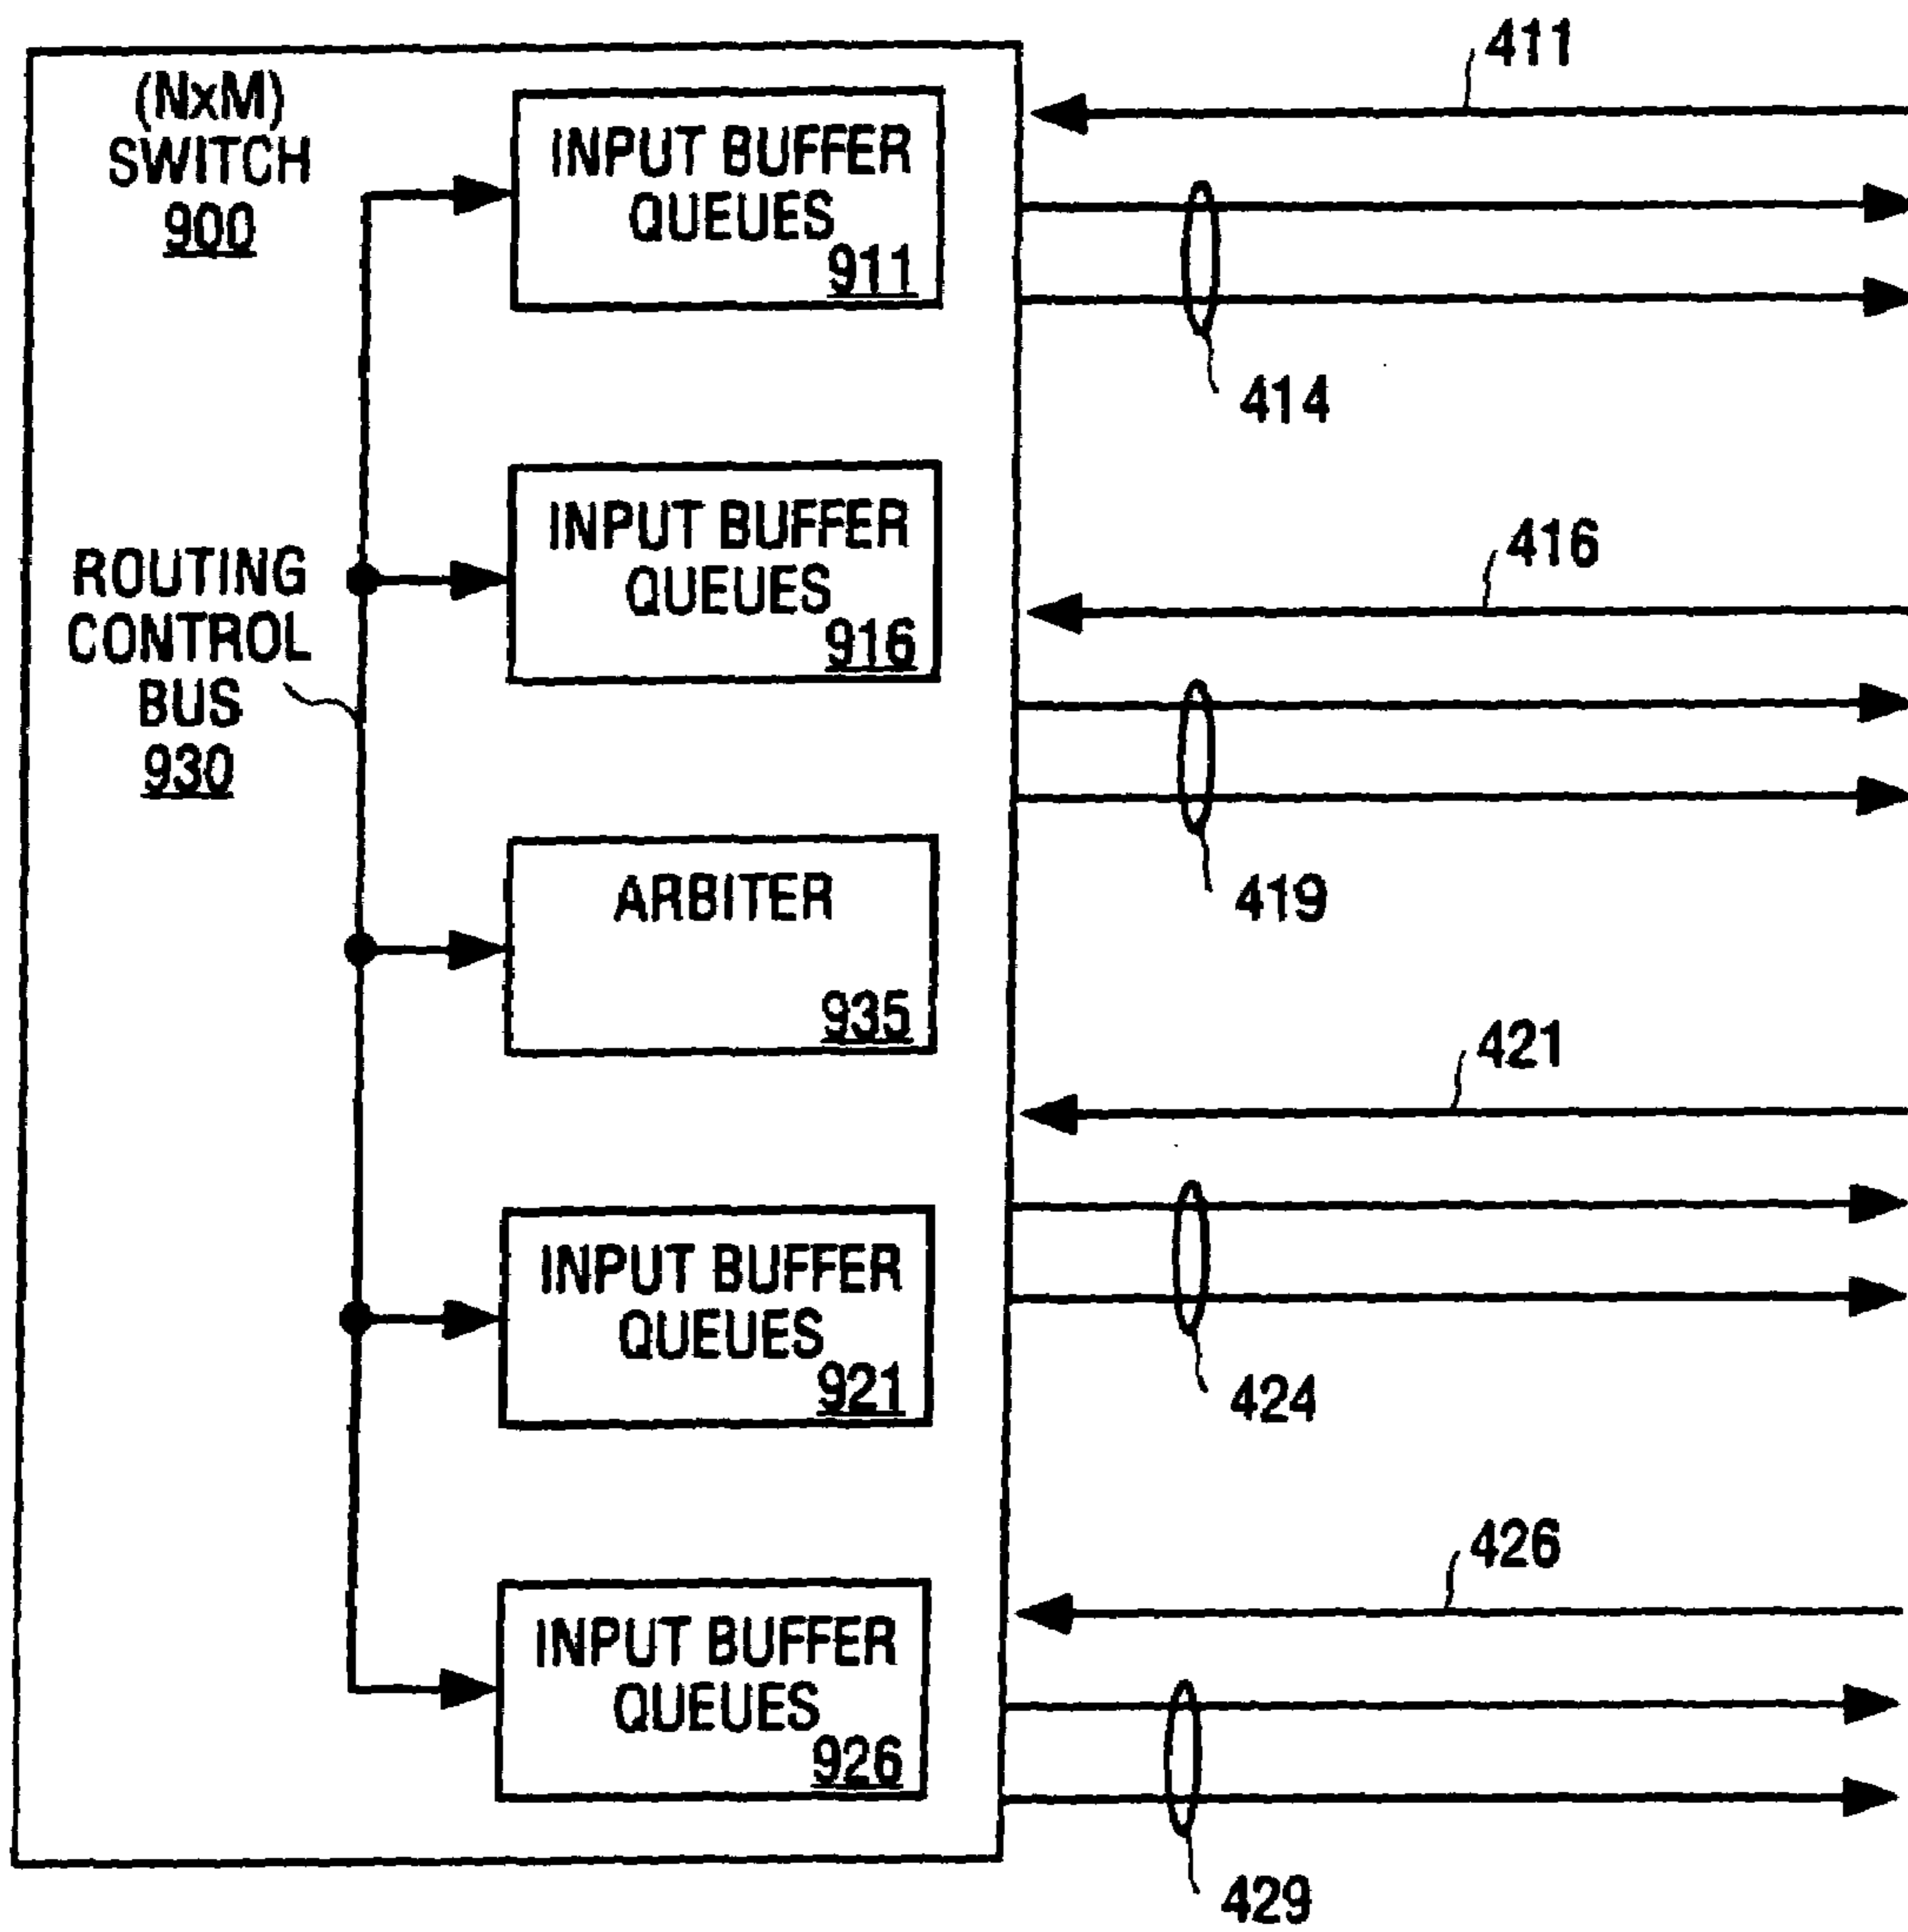 (NxM)
SWITCH
900
INPUT BUFFER
QUEUES
911
411
414
INPUT BUFFER
QUEUES
916
416
ROUTING
CONTROL
BUS
930
419
ARBITER
935
421
INPUT BUFFER
QUEUES
921
424
426
INPUT BUFFER
QUEUES
926
429